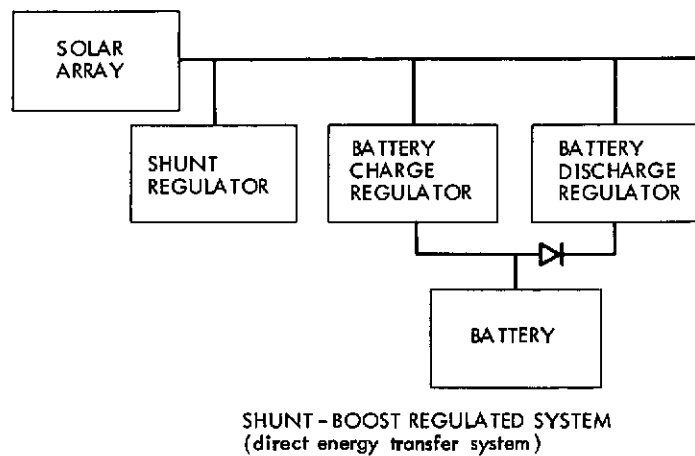 SOLAR
ARRAY
SHUNT
REGULATOR
BATTERY
CHARGE
REGULATOR
BATTERY
DISCHARGE
REGULATOR
BATTERY
SHUNT-BOOST REGULATED SYSTEM
(direct energy transfer system)